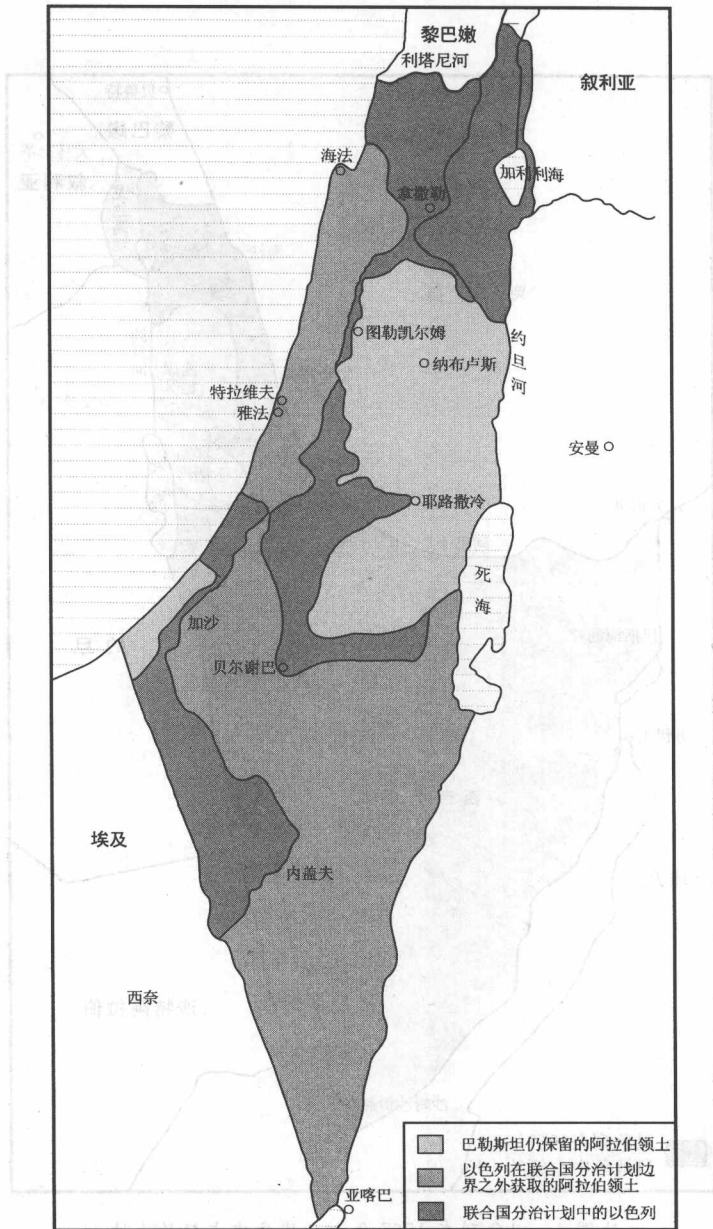 黎巴嫩
利塔尼河
叙利亚
海法
加利利海
拿撒勒
图勒凯尔姆
约旦河
纳布卢斯
特拉维夫
雅法
安曼
耶路撒冷
死海
加沙
贝尔谢巴
埃及
内盖夫
西奈
亚喀巴
巴勒斯坦仍保留的阿拉伯领土
以色列在联合国分治计划边
界之外获取的阿拉伯领土
联合国分治计划中的以色列